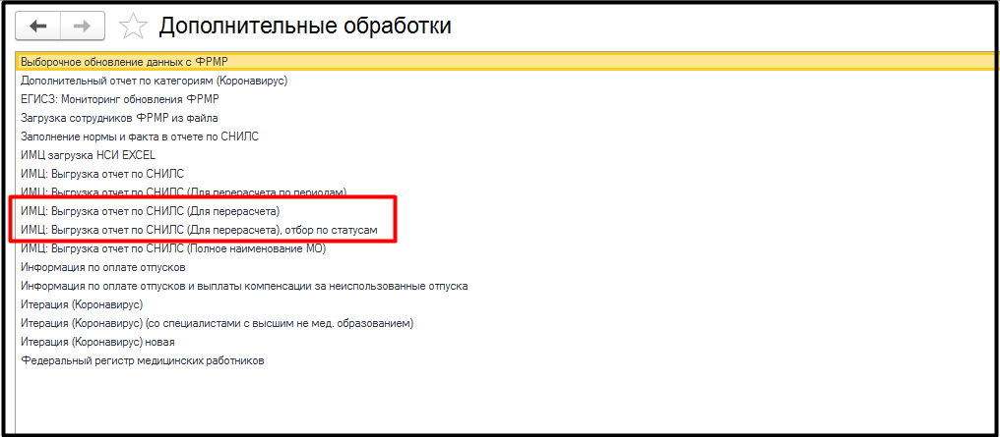 Дополнительные обработки
Выборочное обновление данных с ФРМР
Дополнительный отчет по категориям (Коронавирус)
ЕГИСЗ: Мониторинг обновления ФРМР
Загрузка сотрудников ФРМР из файла
Заполнение нормы и факта в отчете по СНИЛС
ИМЦ загрузка НСИ EXCEL
ИМЦ: Выгрузка отчет по СНИЛС
ИМЦ: Выгрузка отчет по СНИЛС (Для перерасчета по периодам)
ИМЦ: Выгрузка отчет по СНИЛС (Для перерасчета)
ИМЦ: Выгрузка отчет по СНИЛС (Для перерасчета), отбор по статусам
ИМЦ: Выгрузка отчет по СНИЛС (Полное наименование МО)
Информация по оплате отпусков
Информация по оплате отпусков и выплаты компенсации за неиспользованные отпуска
Итерация (Коронавирус)
Итерация (Коронавирус) (со специалистами с высшим не мед. образованием)
Итерация (Коронавирус) новая
Федеральный регистр медицинских работников